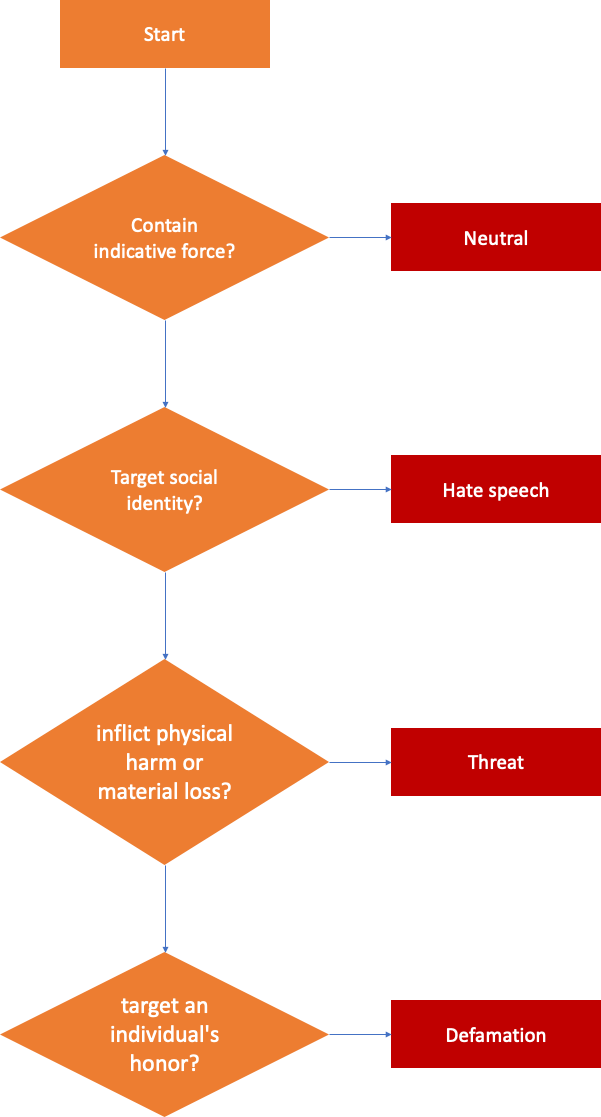 Start
Contain
indicative force?
Neutral
Target social
identity?
Hate speech
inflict physical
harm or
material loss?
Threat
target an
individual's
honor?
Defamation